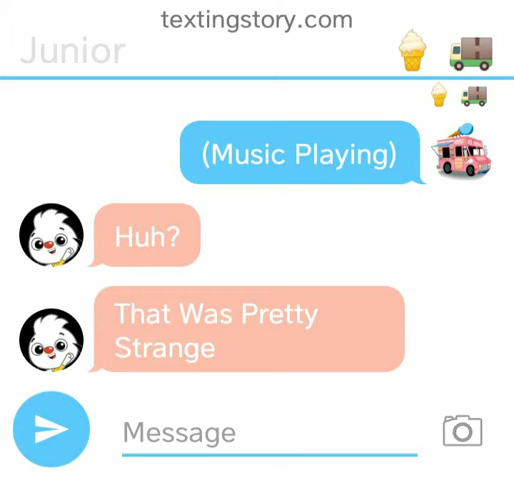 textingstory.com
Junior
(Music Playing)
Huh?
That Was Pretty
Strange
Message